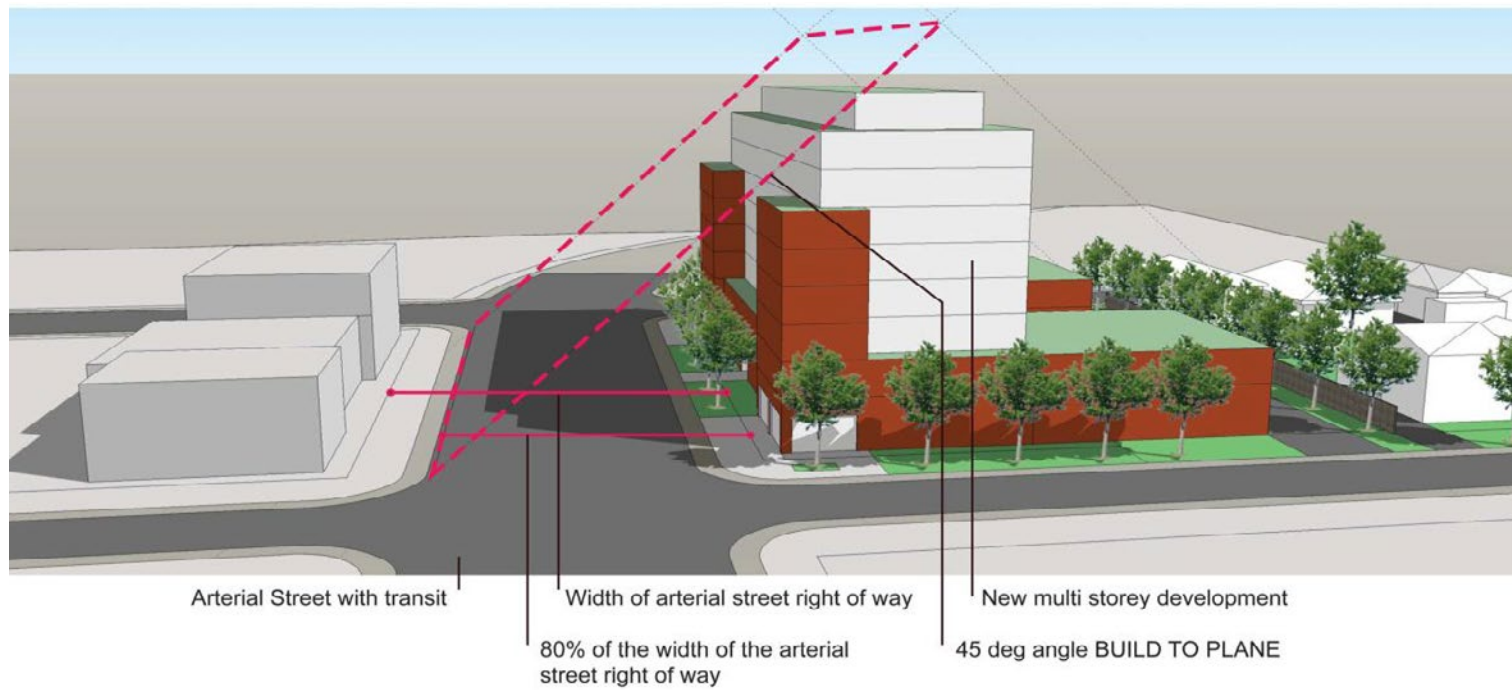 Arterial Street with transit
Width of arterial street right of way
New multi storey development
80% of the width of the arterial
street right of way
45 deg angle BUILD TO PLANE